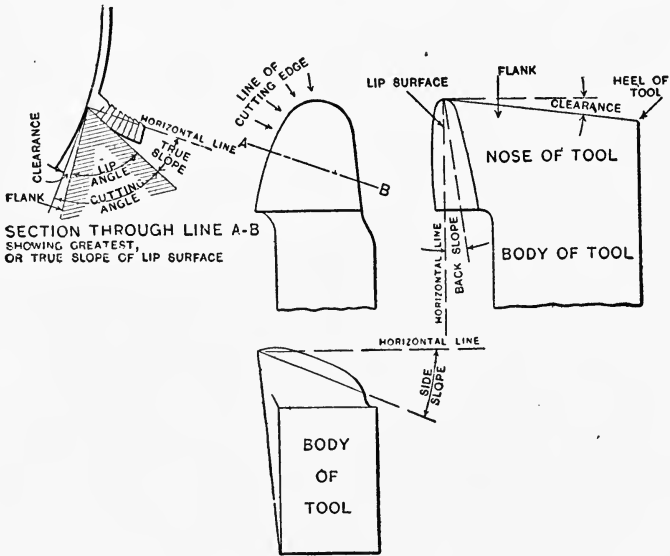 CLEARANCE
FLANK
LIP
ANGLE
CUTTING
ANGLE
HORIZONTAL LINE
TRUE
SLOPE
SECTION THROUGH LINE A-B
SHOWING GREATEST,
OR TRUE SLOPE OF LIP SURFACE
LINE OF
CUTTING EDGE
A
B
LIP SURFACE
FLANK
CLEARANCE
HEEL OF
TOOL
NOSE OF TOOL
BODY OF TOOL
HORIZONTAL LINE
BACK SLOPE
HORIZONTAL LINE
SIDE
SLOPE
BODY
OF
TOOL